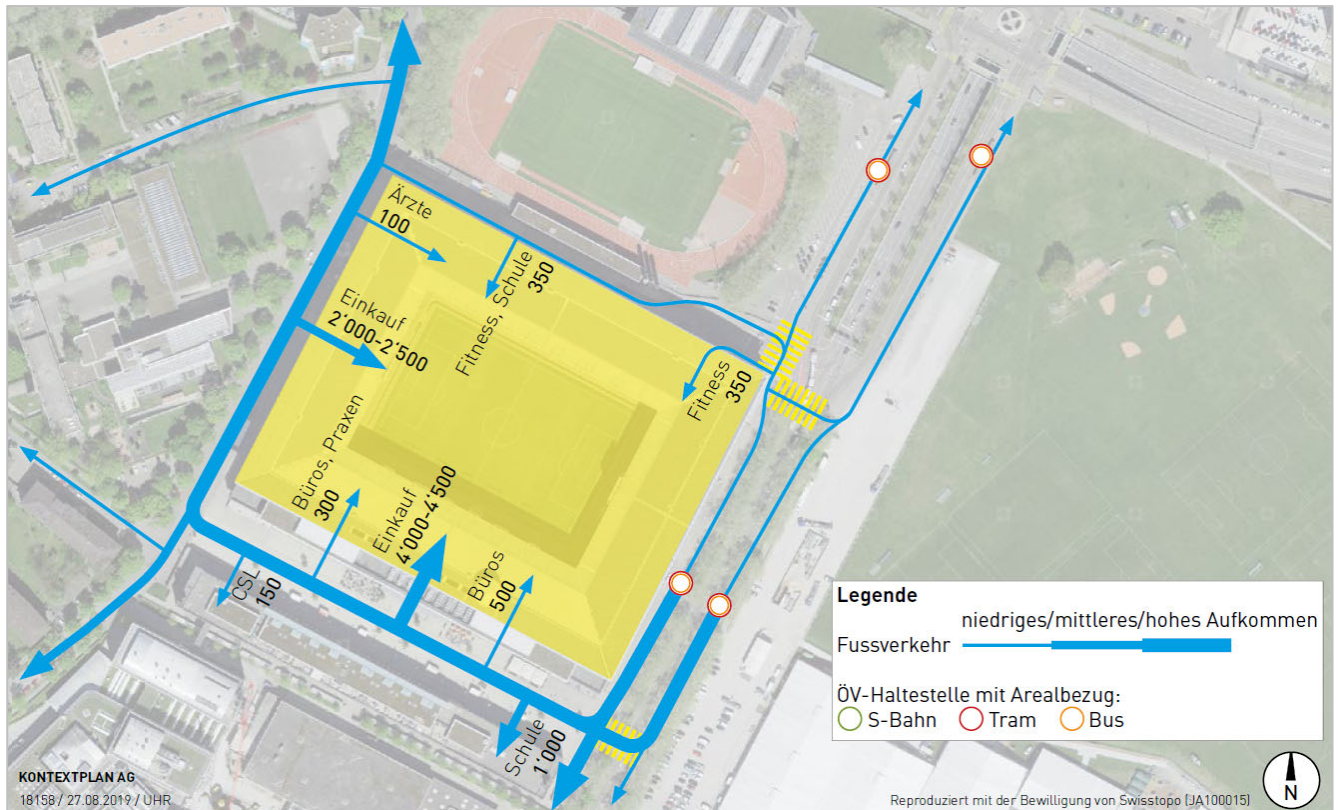 Ärzte
100
Fitness, Schule
350
Einkauf
2'000-2'500
Fitness
350
Büros, Praxen
300
Einkauf
4'000-4'500
Büros
500
CSL
150
Schule
1'000
Legende
niedriges/mittleres/hohes Aufkommen
Fussverkehr
ÖV-Haltestelle mit Arealbezug:
S-Bahn Tram Bus
KONTEXTPLAN AG
18158 / 27.08.2019 / UHR
Reproduziert mit der Bewilligung von Swisstopo [JA100015]
N